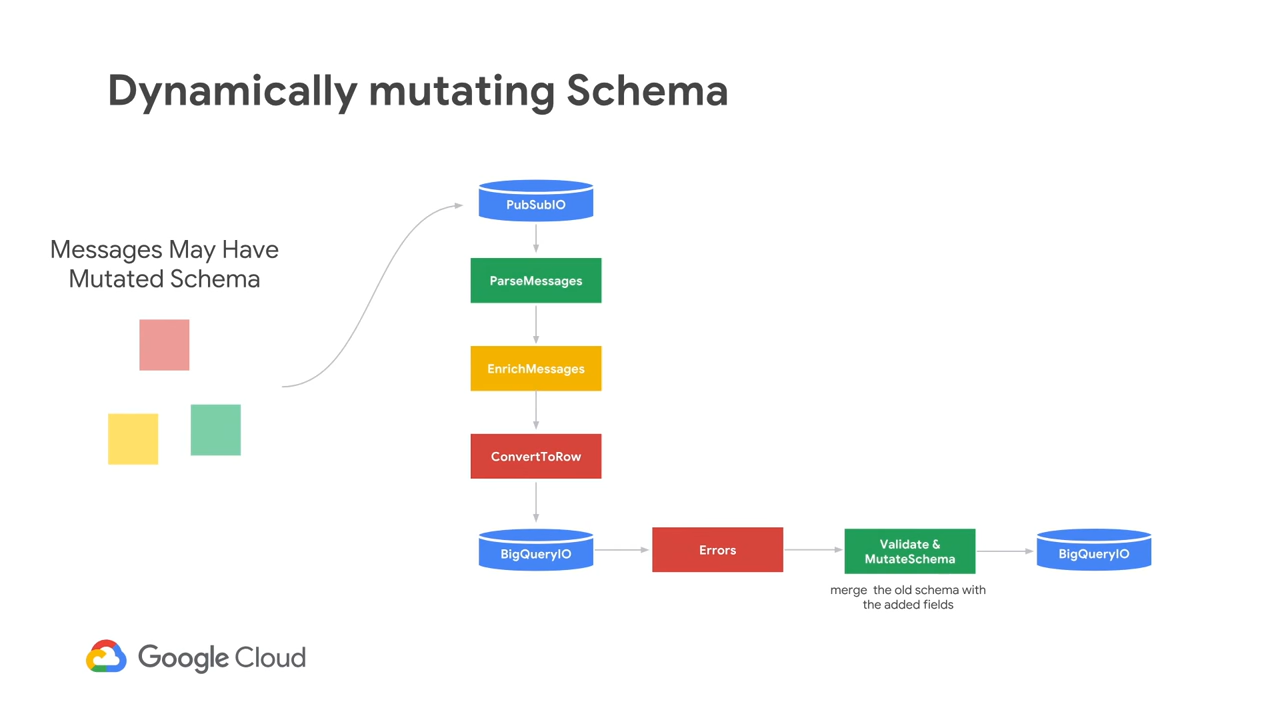 Dynamically mutating Schema
Messages May Have
Mutated Schema
PubSubIO
ParseMessages
EnrichMessages
ConvertToRow
BigQueryIO
Errors
Validate &
MutateSchema
BigQueryIO
merge the old schema with
the added fields
Google Cloud